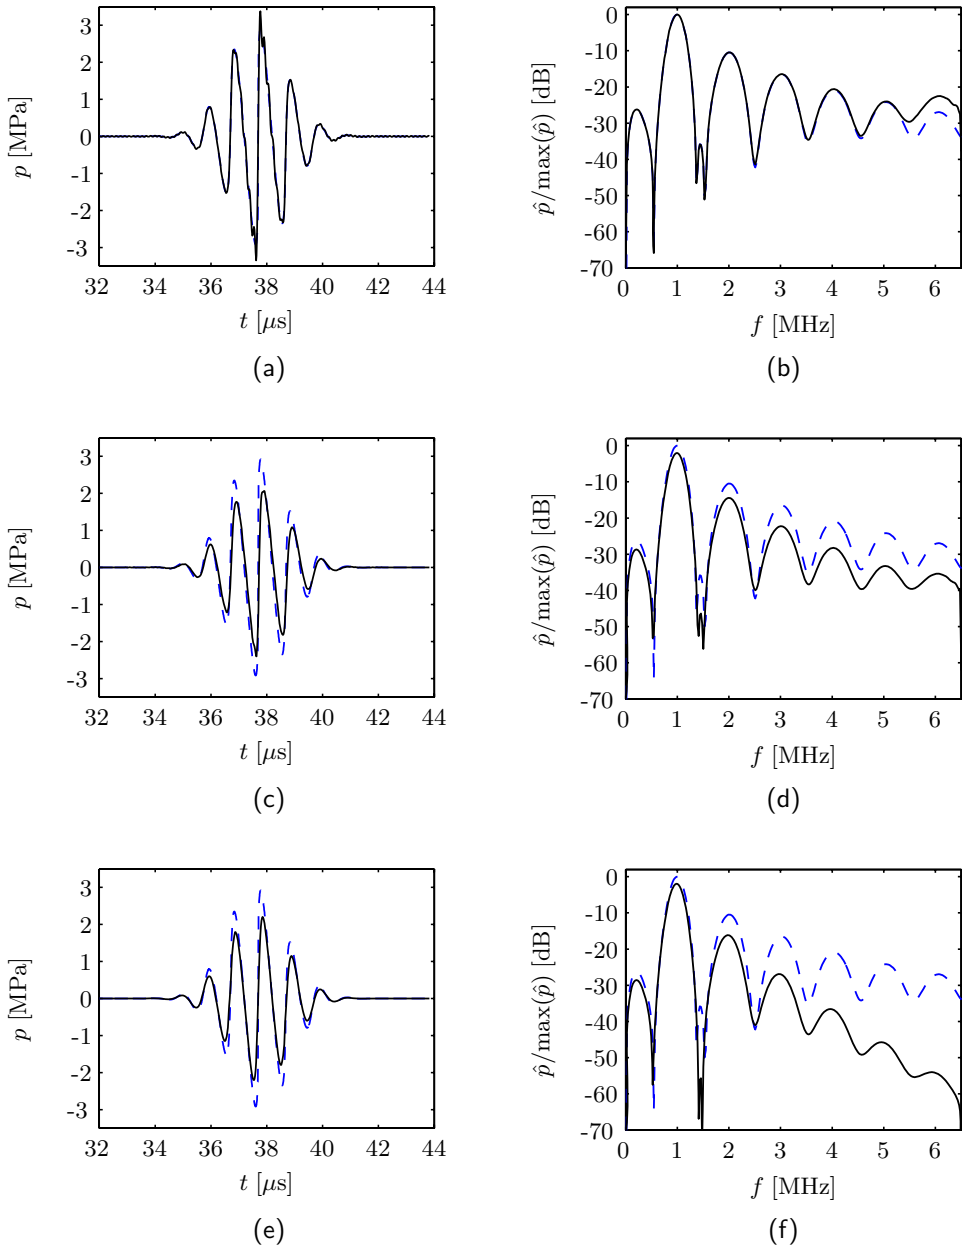 3
2
1
0
-1
-2
-3
p [MPa]
32 34 36 38 40 42 44
t [μs]
(a)
0
-10
-20
-30
-40
-50
-60
-70
p̂/max(p̂) [dB]
0 1 2 3 4 5 6
f [MHz]
(b)
3
2
1
0
-1
-2
-3
p [MPa]
32 34 36 38 40 42 44
t [μs]
(c)
0
-10
-20
-30
-40
-50
-60
-70
p̂/max(p̂) [dB]
0 1 2 3 4 5 6
f [MHz]
(d)
3
2
1
0
-1
-2
-3
p [MPa]
32 34 36 38 40 42 44
t [μs]
(e)
0
-10
-20
-30
-40
-50
-60
-70
p̂/max(p̂) [dB]
0 1 2 3 4 5 6
f [MHz]
(f)